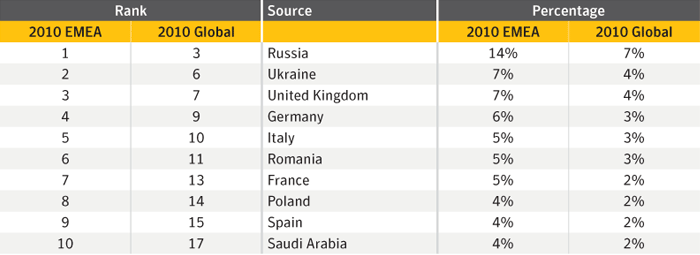 Rank Source Percentage
2010 EMEA 2010 Global 2010 EMEA 2010 Global
1 3 Russia 14% 7%
2 6 Ukraine 7% 4%
3 7 United Kingdom 7% 4%
4 9 Germany 6% 3%
5 10 Italy 5% 3%
6 11 Romania 5% 3%
7 13 France 5% 2%
8 14 Poland 4% 2%
9 15 Spain 4% 2%
10 17 Saudi Arabia 4% 2%